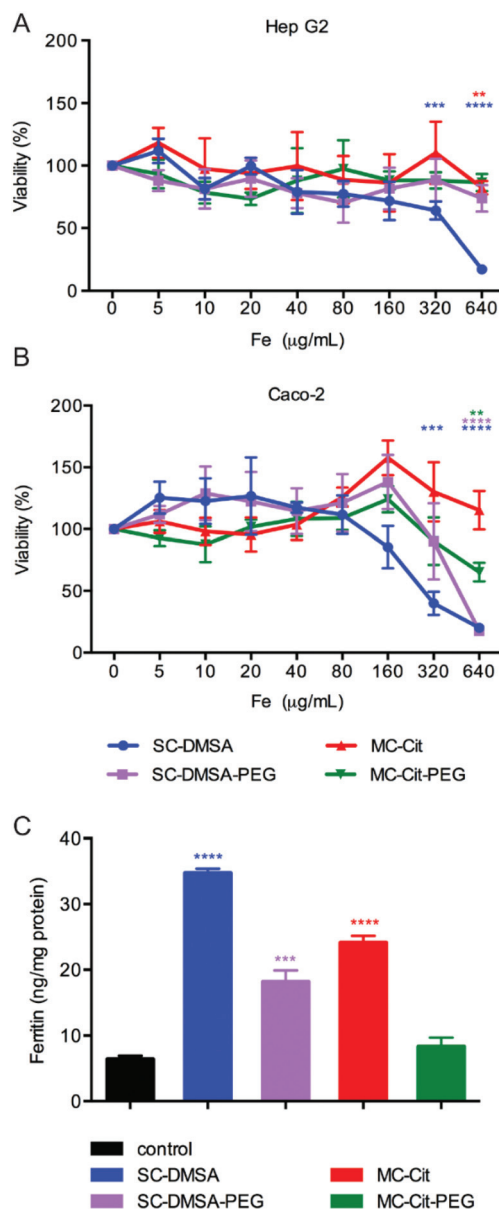 A
Hep G2
Viability (%)
200
150
100
50
0
***
**
****
0 5 10 20 40 80 160 320 640
Fe (μg/mL)
B
Caco-2
Viability (%)
200
150
100
50
0
***
**
****
****
0 5 10 20 40 80 160 320 640
Fe (μg/mL)
SC-DMSA MC-Cit
SC-DMSA-PEG MC-Cit-PEG
C
Ferritin (ng/mg protein)
40
30
20
10
0
****
***
****
control
SC-DMSA MC-Cit
SC-DMSA-PEG MC-Cit-PEG